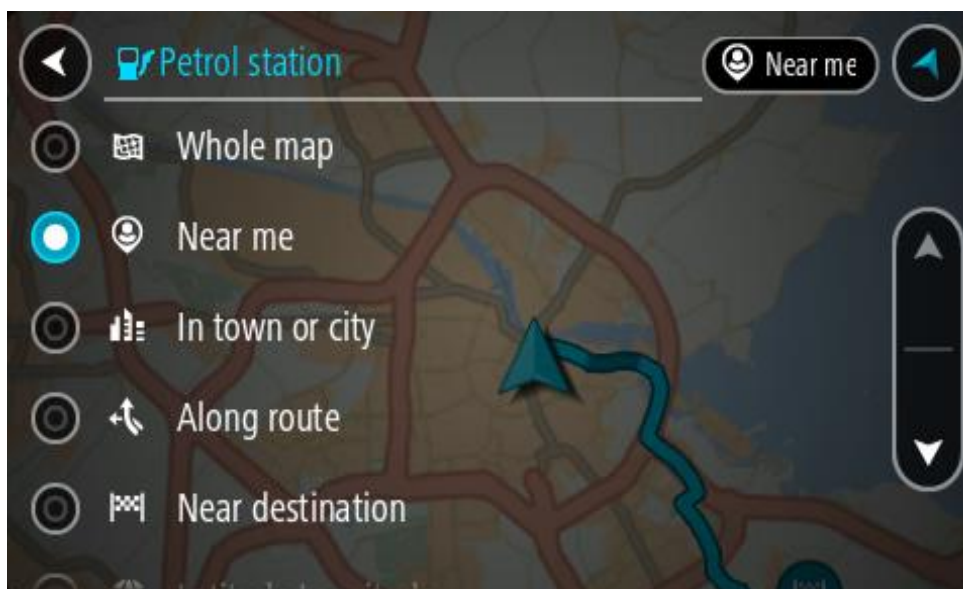 Petrol station
Near me
Whole map
Near me
In town or city
Along route
Near destination